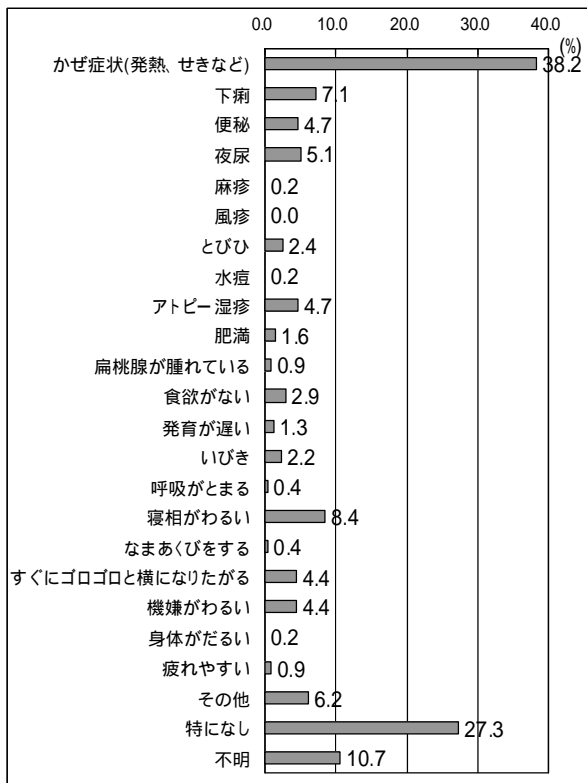 0.0 10.0 20.0 30.0 40.0
(%)
かぜ症状(発熱、せきなど) 38.2
下痢 7.1
便秘 4.7
夜尿 5.1
麻疹 0.2
風疹 0.0
とびひ 2.4
水痘 0.2
アトピー湿疹 4.7
肥満 1.6
扁桃腺が腫れている 0.9
食欲がない 2.9
発育が遅い 1.3
いびき 2.2
呼吸がとまる 0.4
寝相がわるい 8.4
なまあくびをする 0.4
すぐにゴロゴロと横になりたがる 4.4
機嫌がわるい 4.4
身体がだるい 0.2
疲れやすい 0.9
その他 6.2
特になし 27.3
不明 10.7